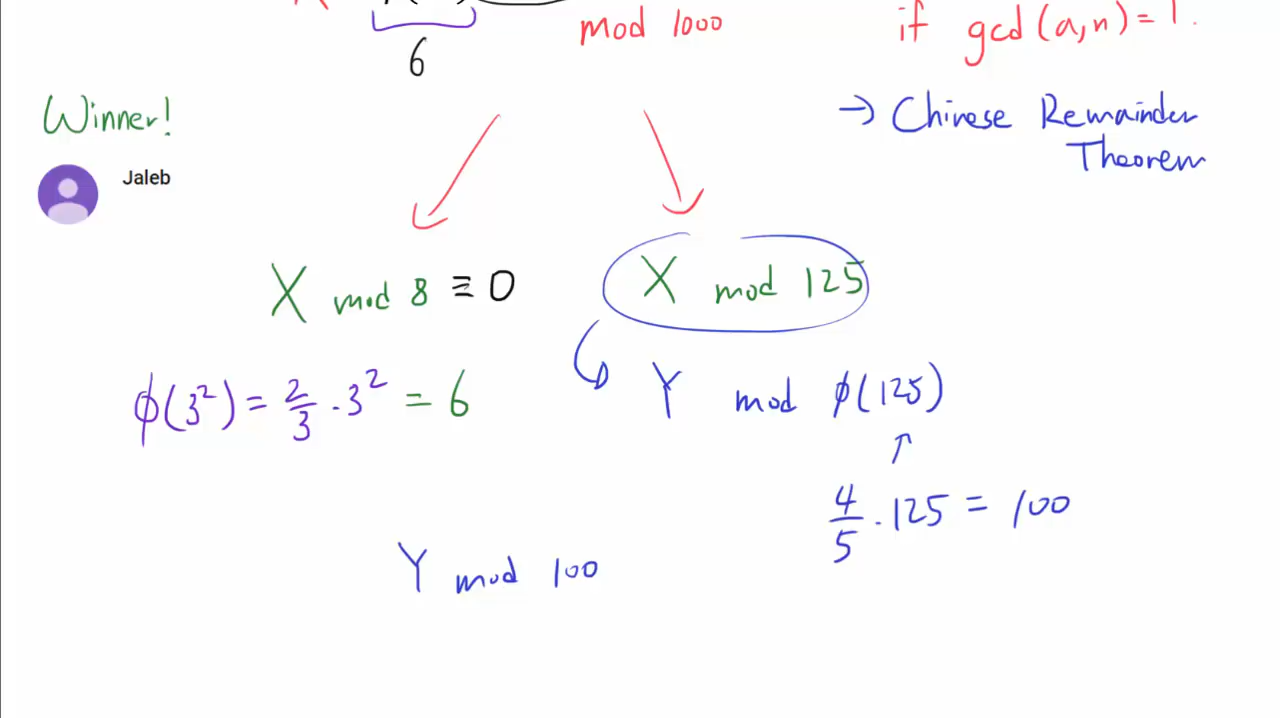 6
mod 1000
if gcd(a,n)=1.
Winner!
Jaleb
→ Chinese Remainder
Theorem
X mod 8 ≡ 0
X mod 125
φ(3²) = 2/3 · 3² = 6
Y mod φ(125)
↑
4/5 · 125 = 100
Y mod 100